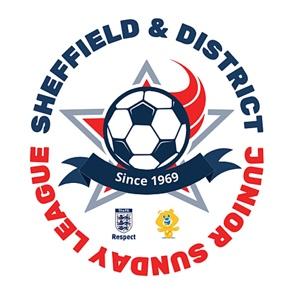 SHEFFIELD & DISTRICT
JUNIOR SUNDAY LEAGUE
Since 1969
Respect